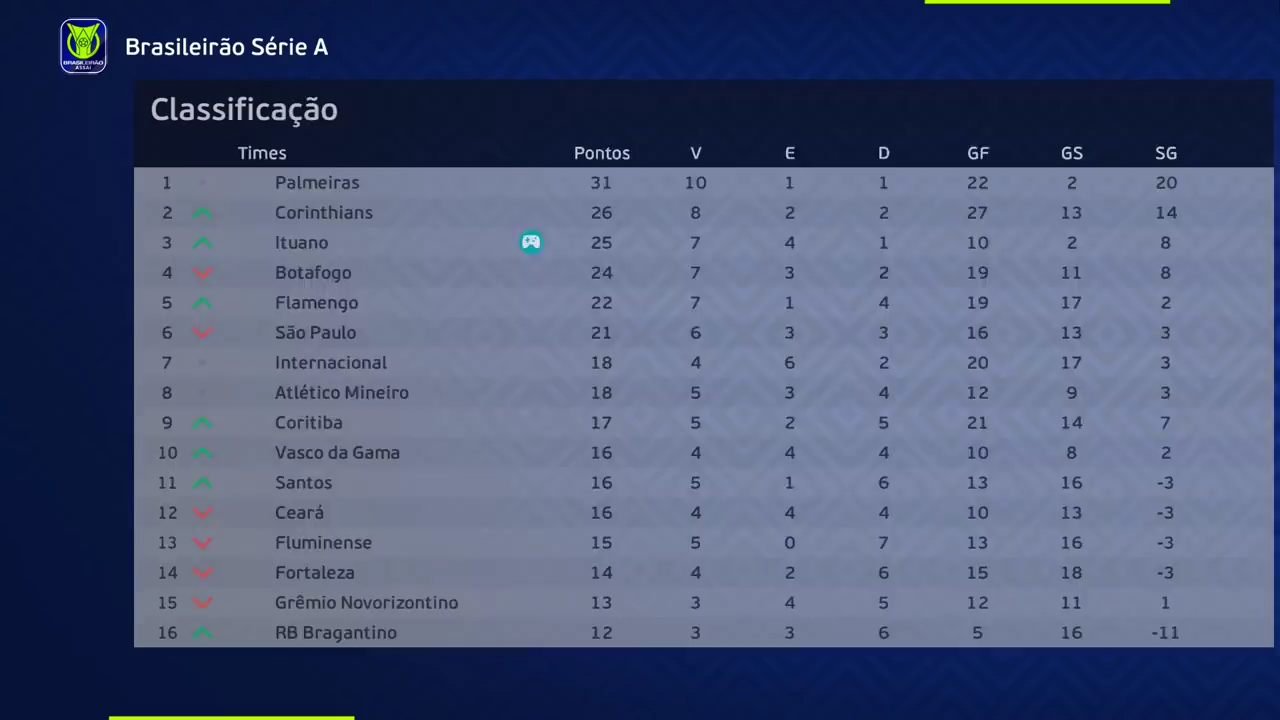 BRASILEIRÃO
ASSAÍ
Brasileirão Série A
Classificação
Times Pontos V E D GF GS SG
1 Palmeiras 31 10 1 1 22 2 20
2 Corinthians 26 8 2 2 27 13 14
3 Ituano 25 7 4 1 10 2 8
4 Botafogo 24 7 3 2 19 11 8
5 Flamengo 22 7 1 4 19 17 2
6 São Paulo 21 6 3 3 16 13 3
7 Internacional 18 4 6 2 20 17 3
8 Atlético Mineiro 18 5 3 4 12 9 3
9 Coritiba 17 5 2 5 21 14 7
10 Vasco da Gama 16 4 4 4 10 8 2
11 Santos 16 5 1 6 13 16 -3
12 Ceará 16 4 4 4 10 13 -3
13 Fluminense 15 5 0 7 13 16 -3
14 Fortaleza 14 4 2 6 15 18 -3
15 Grêmio Novorizontino 13 3 4 5 12 11 1
16 RB Bragantino 12 3 3 6 5 16 -11